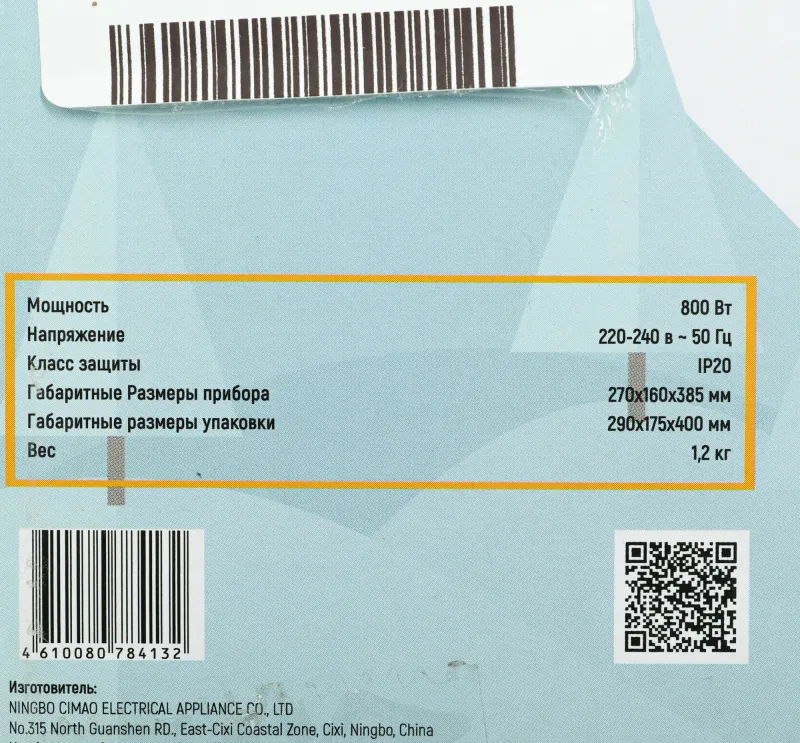 Мощность 800 Вт
Напряжение 220-240 в ~ 50 Гц
Класс защиты IP20
Габаритные Размеры прибора 270х160х385 мм
Габаритные размеры упаковки 290х175х400 мм
Вес 1,2 кг
4 610080 784132
Изготовитель:
NINGBO CIMAO ELECTRICAL APPLIANCE CO., LTD
No.315 North Guanshen RD., East-Cixi Coastal Zone, Cixi, Ningbo, China